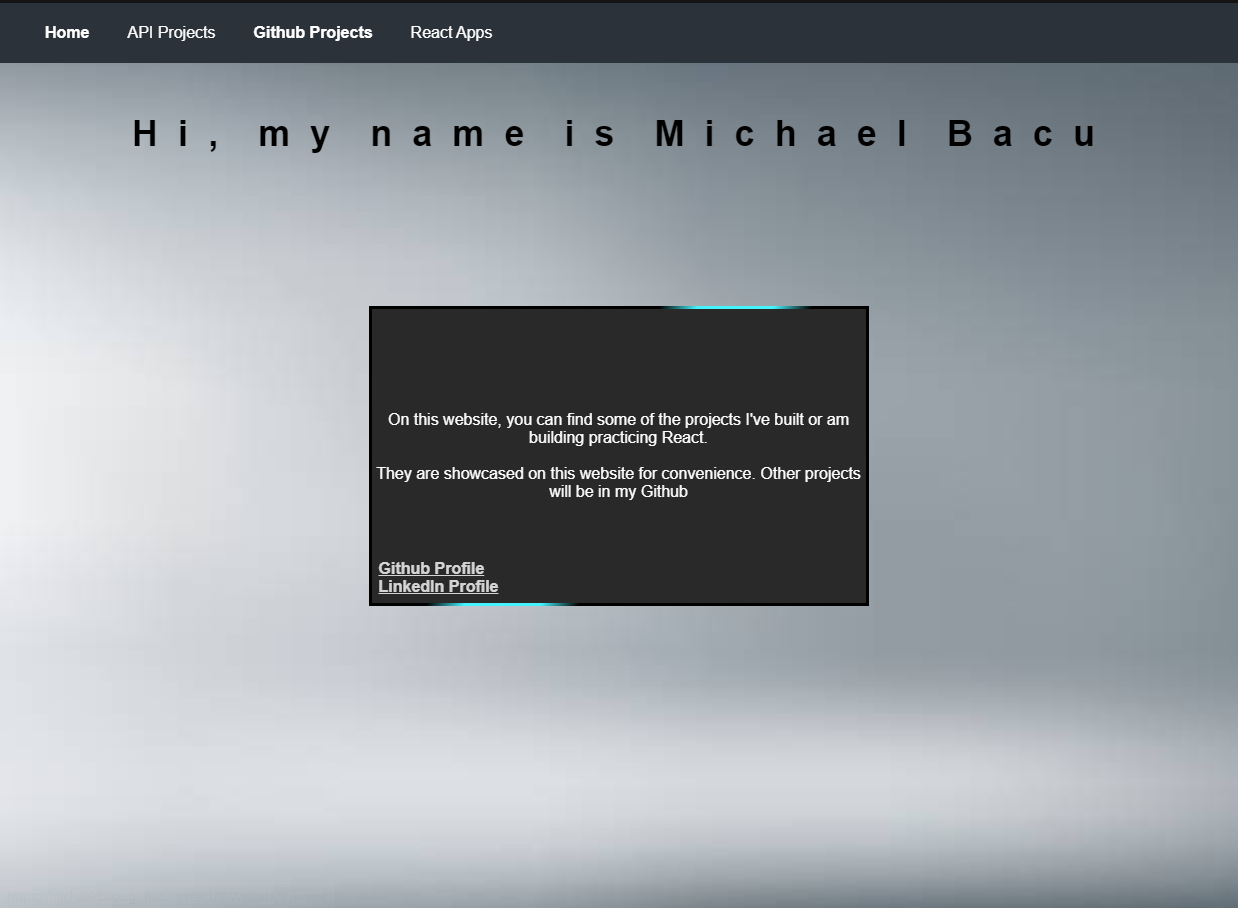 Home API Projects Github Projects React Apps
Hi, my name is Michael Bacu
On this website, you can find some of the projects I've built or am
building practicing React.
They are showcased on this website for convenience. Other projects
will be in my Github
Github Profile
LinkedIn Profile